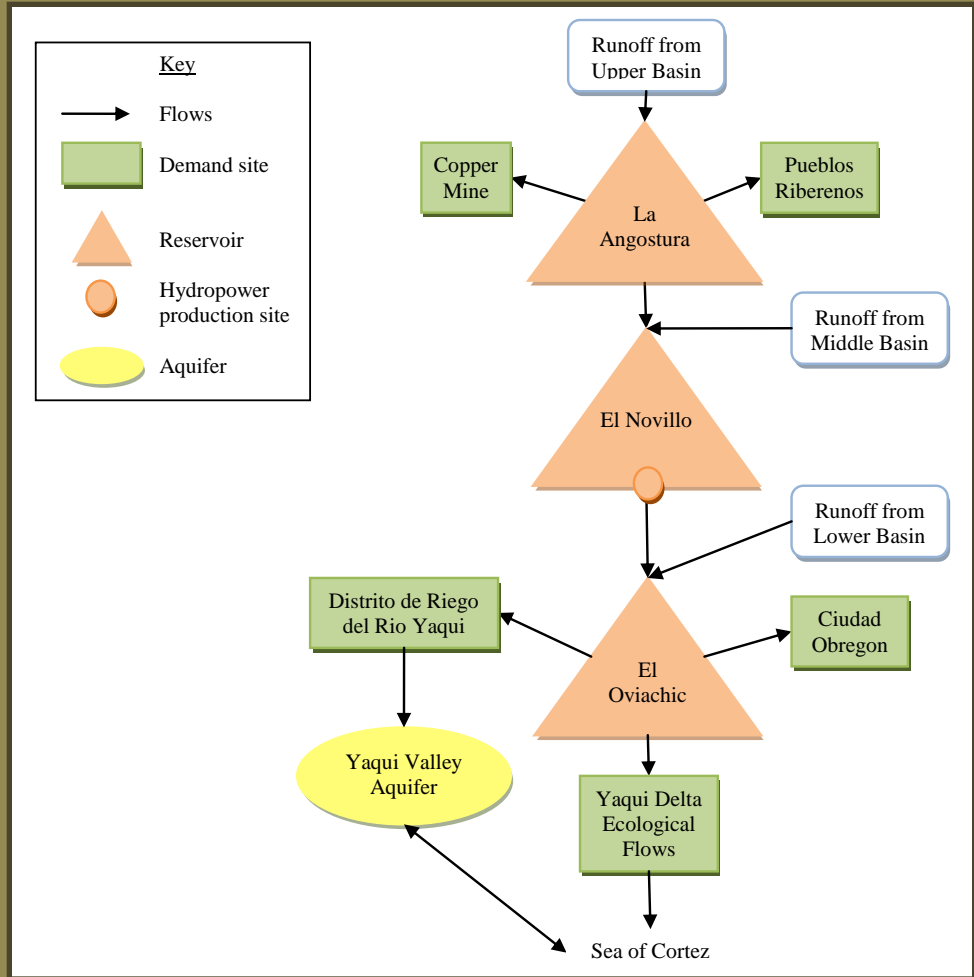 Key
Flows
Demand site
Reservoir
Hydropower
production site
Aquifer
Runoff from
Upper Basin
Copper
Mine
Pueblos
Riberenos
La
Angostura
Runoff from
Middle Basin
El Novillo
Runoff from
Lower Basin
Distrito de Riego
del Rio Yaqui
Ciudad
Obregon
El
Oviachic
Yaqui Valley
Aquifer
Yaqui Delta
Ecological
Flows
Sea of Cortez